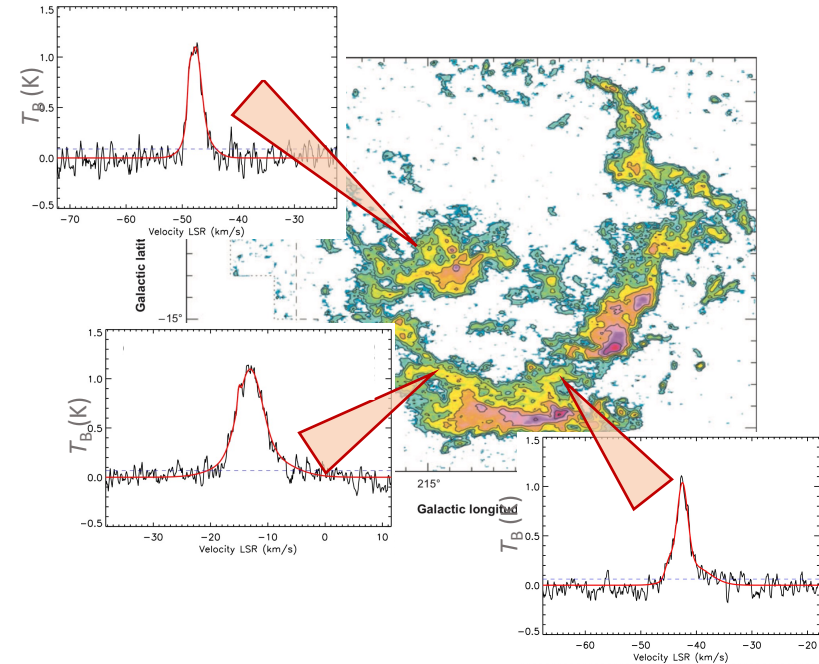 1.5
1.0
0.5
0.0
−0.5
T_B (K)
−70 −60 −50 −40 −30
Velocity LSR (km/s)
Galactic latit
−15°
1.5
1.0
0.5
0.0
−0.5
T_B (K)
−30 −20 −10 0 10
Velocity LSR (km/s)
215°
Galactic longitud
1.5
1.0
0.0
−0.5
T_B
−60 −50 −40 −30 −20
Velocity LSR (km/s)